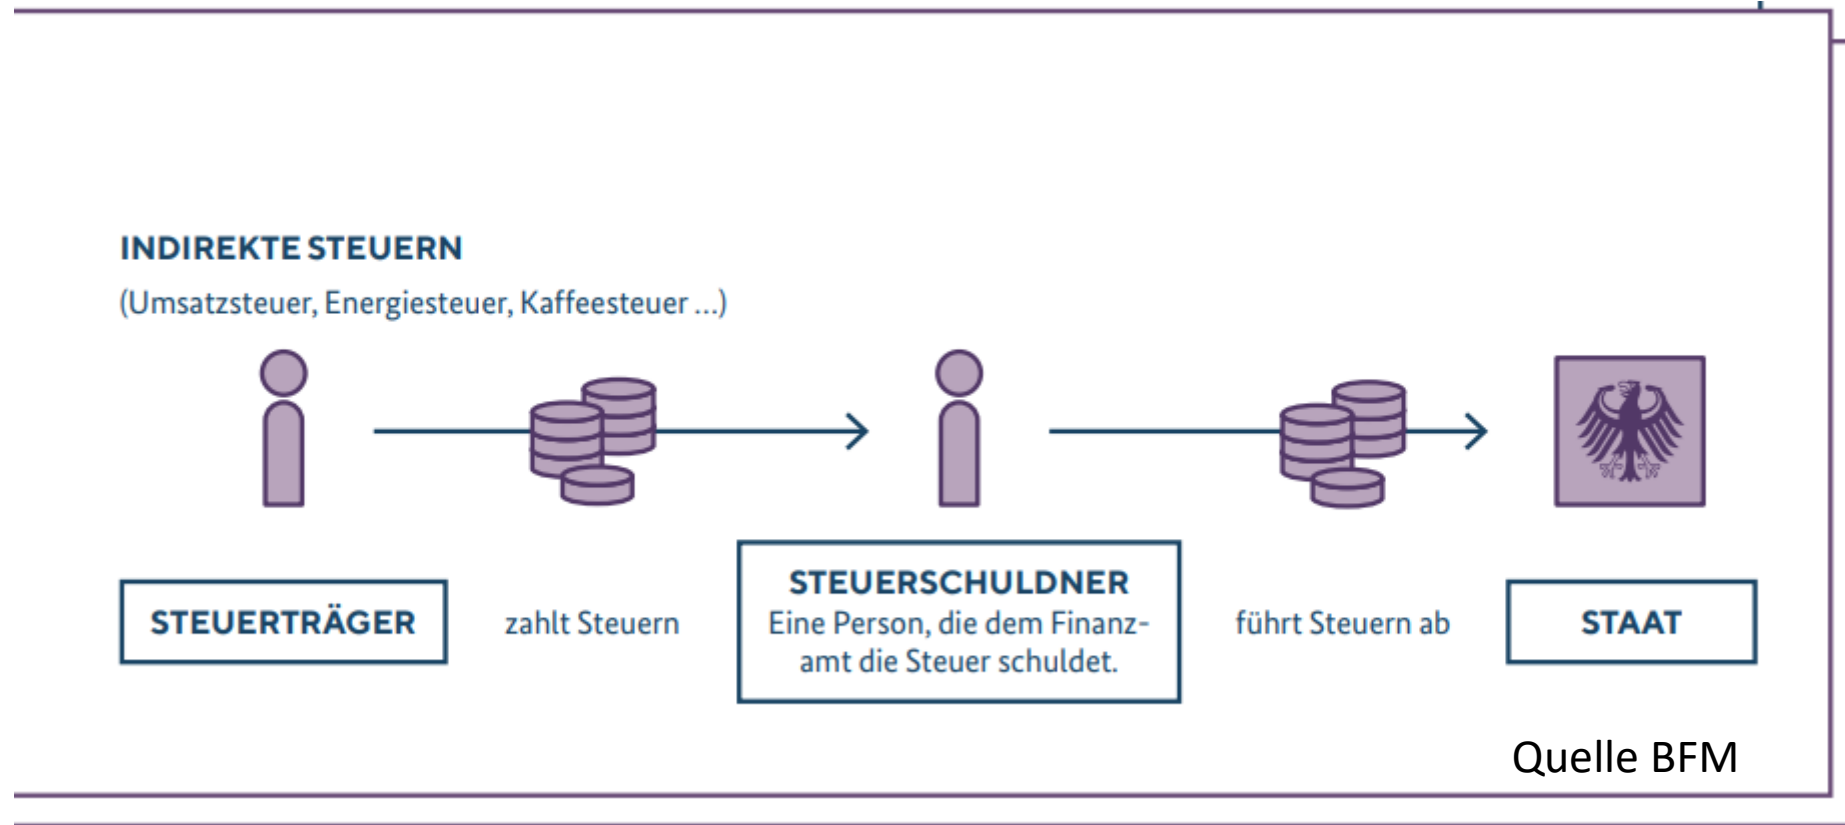 INDIREKTE STEUERN
(Umsatzsteuer, Energiesteuer, Kaffeesteuer ...)
STEUERTRÄGER
zahlt Steuern
STEUERSCHULDNER
Eine Person, die dem Finanz-
amt die Steuer schuldet.
führt Steuern ab
STAAT
Quelle BFM